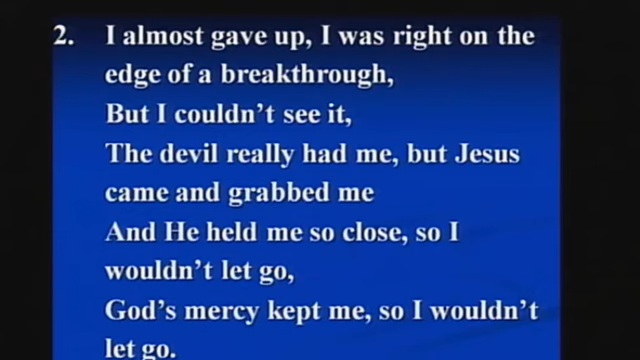 2. I almost gave up, I was right on the
edge of a breakthrough,
But I couldn't see it,
The devil really had me, but Jesus
came and grabbed me
And He held me so close, so I
wouldn't let go,
God's mercy kept me, so I wouldn't
let go.